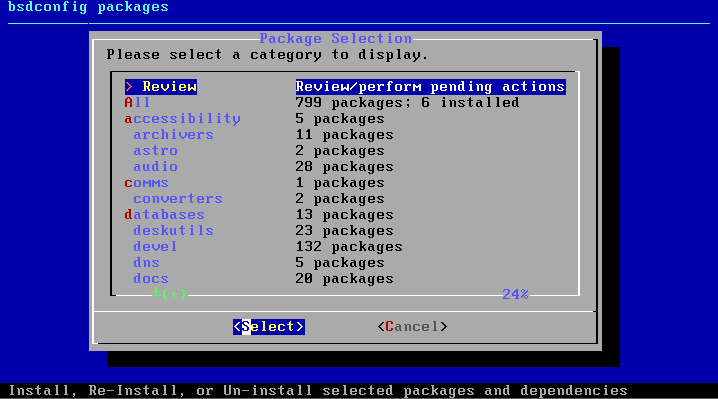 bsdconfig packages
Package Selection
Please select a category to display.
> Review Review/perform pending actions
All 799 packages; 6 installed
accessibility 5 packages
archivers 11 packages
astro 2 packages
audio 28 packages
comms 1 packages
converters 2 packages
databases 13 packages
deskutils 23 packages
devel 132 packages
dns 5 packages
docs 20 packages
↓(+) 24%
<Select> <Cancel>
Install, Re-Install, or Un-install selected packages and dependencies